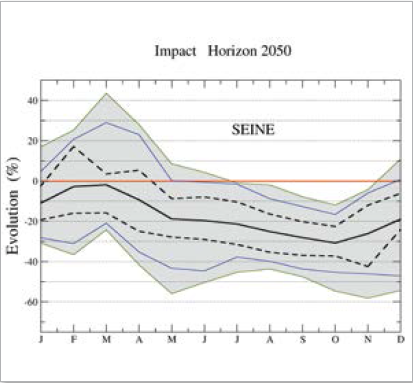 Impact Horizon 2050
SEINE
Evolution (%)
40
20
0
-20
-40
-60
J F M A M J J A S O N D